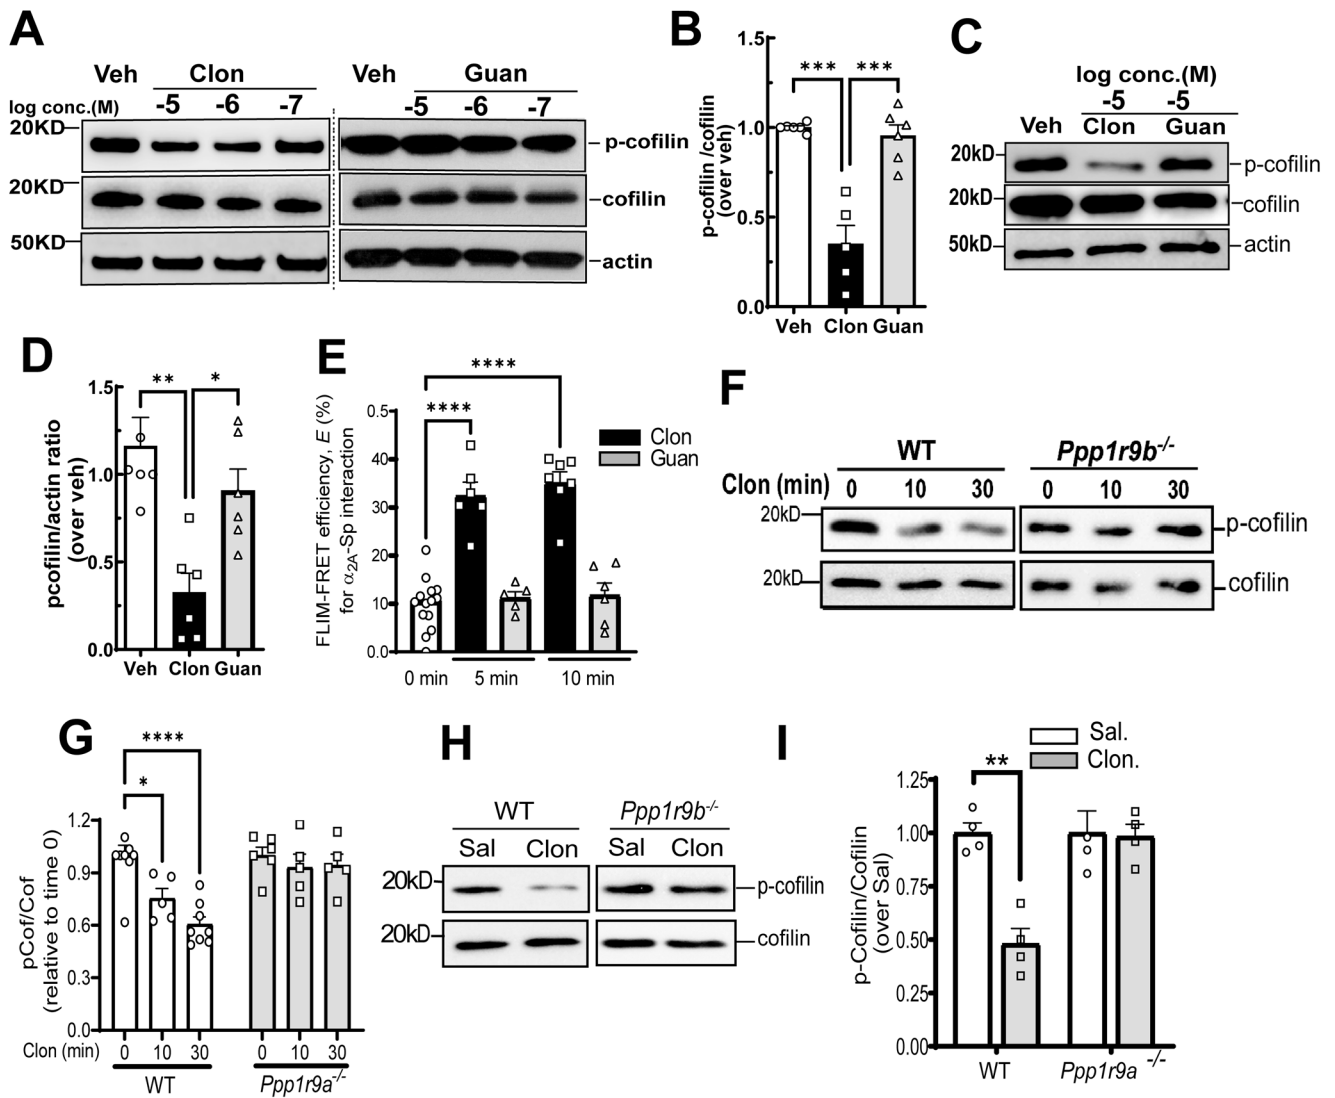 A
Veh Clon Veh Guan
log conc.(M) -5 -6 -7 -5 -6 -7
20KD
p-cofilin
20KD
cofilin
50KD
actin
B
p-cofilin /cofilin
(over veh)
1.5
1.0
0.5
0.0
*** ***
Veh Clon Guan
C
log conc.(M)
-5 -5
Veh Clon Guan
20kD
p-cofilin
20kD
cofilin
50kD
actin
D
pcofilin/actin ratio
(over veh)
1.5
1.0
0.5
0.0
** *
Veh Clon Guan
E
FLIM-FRET efficiency, E (%)
for α2A-Sp interaction
0.5
40
30
20
10
0.0
****
****
Clon
Guan
0 min 5 min 10 min
F
WT Ppp1r9b-/-
Clon (min) 0 10 30 0 10 30
20kD
p-cofilin
20kD
cofilin
G
pCof/Cof
(relative to time 0)
1.2
0.9
0.6
0.3
0.0
****
*
Clon (min) 0 10 30 0 10 30
WT Ppp1r9a-/-
H
WT Ppp1r9b-/-
Sal Clon Sal Clon
20kD
p-cofilin
20kD
cofilin
I
Sal.
Clon.
p-Cofilin/Cofilin
(over Sal)
1.25
1.00
0.75
0.50
0.25
0.00
**
WT Ppp1r9a -/-